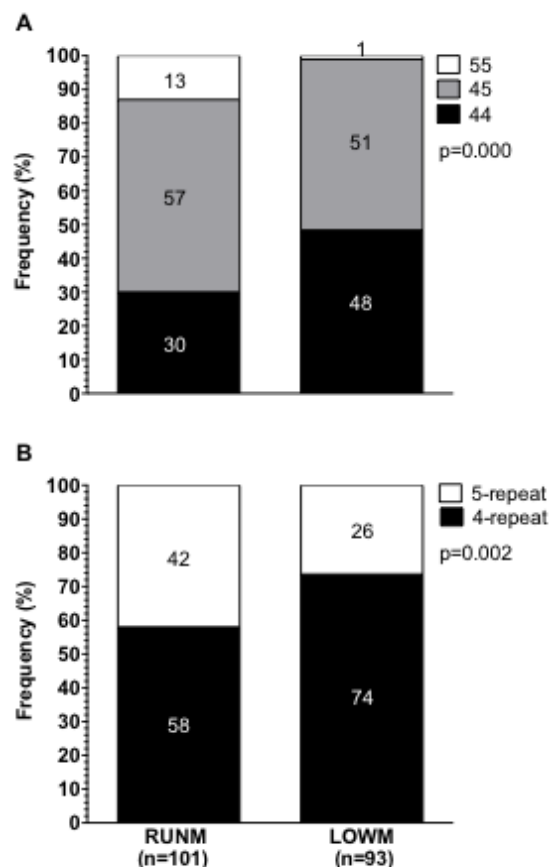 A
Frequency (%)
100
90
80
70
60
50
40
30
20
10
0
13
57
30
1
51
48
55
45
44
p=0.000
B
Frequency (%)
100
90
80
70
60
50
40
30
20
10
0
42
58
26
74
5-repeat
4-repeat
p=0.002
RUNM
(n=101)
LOWM
(n=93)